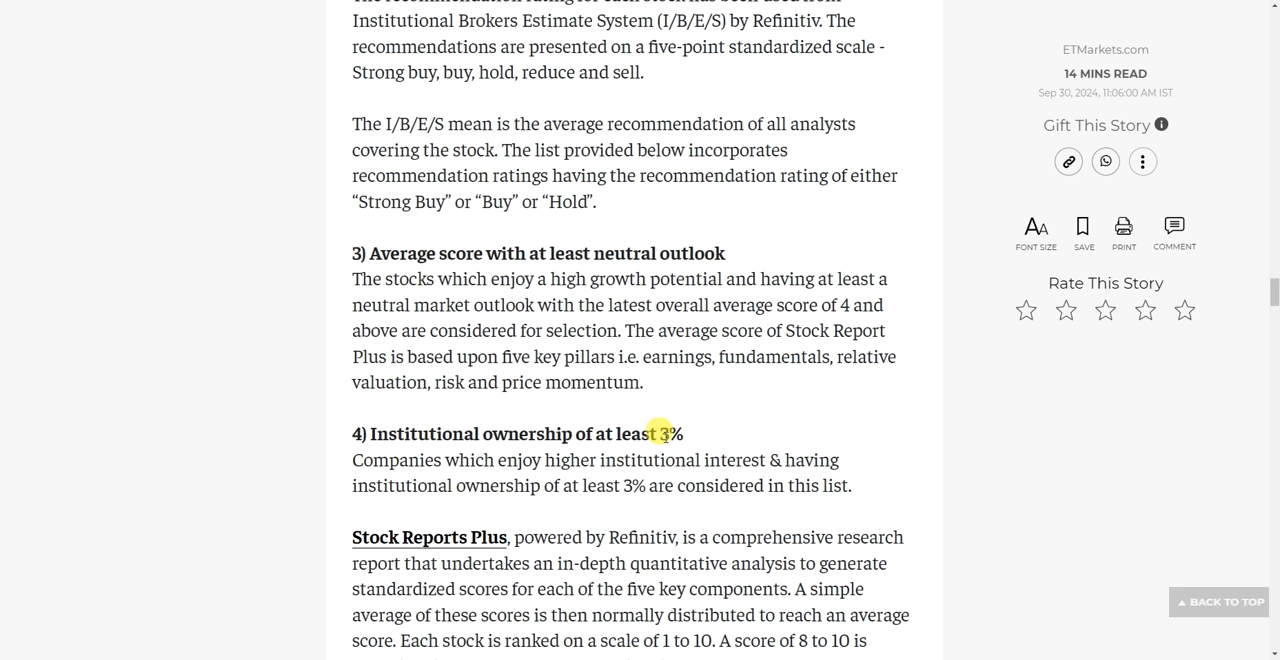 Institutional Brokers Estimate System (I/B/E/S) by Refinitiv. The
recommendations are presented on a five-point standardized scale -
Strong buy, buy, hold, reduce and sell.
The I/B/E/S mean is the average recommendation of all analysts
covering the stock. The list provided below incorporates
recommendation ratings having the recommendation rating of either
“Strong Buy” or “Buy” or “Hold”.
3) Average score with at least neutral outlook
The stocks which enjoy a high growth potential and having at least a
neutral market outlook with the latest overall average score of 4 and
above are considered for selection. The average score of Stock Report
Plus is based upon five key pillars i.e. earnings, fundamentals, relative
valuation, risk and price momentum.
4) Institutional ownership of at least 3%
Companies which enjoy higher institutional interest & having
institutional ownership of at least 3% are considered in this list.
Stock Reports Plus, powered by Refinitiv, is a comprehensive research
report that undertakes an in-depth quantitative analysis to generate
standardized scores for each of the five key components. A simple
average of these scores is then normally distributed to reach an average
score. Each stock is ranked on a scale of 1 to 10. A score of 8 to 10 is
ETMarkets.com
14 MINS READ
Sep 30, 2024, 11:06:00 AM IST
Gift This Story
FONT SIZE
SAVE
PRINT
COMMENT
Rate This Story
BACK TO TOP